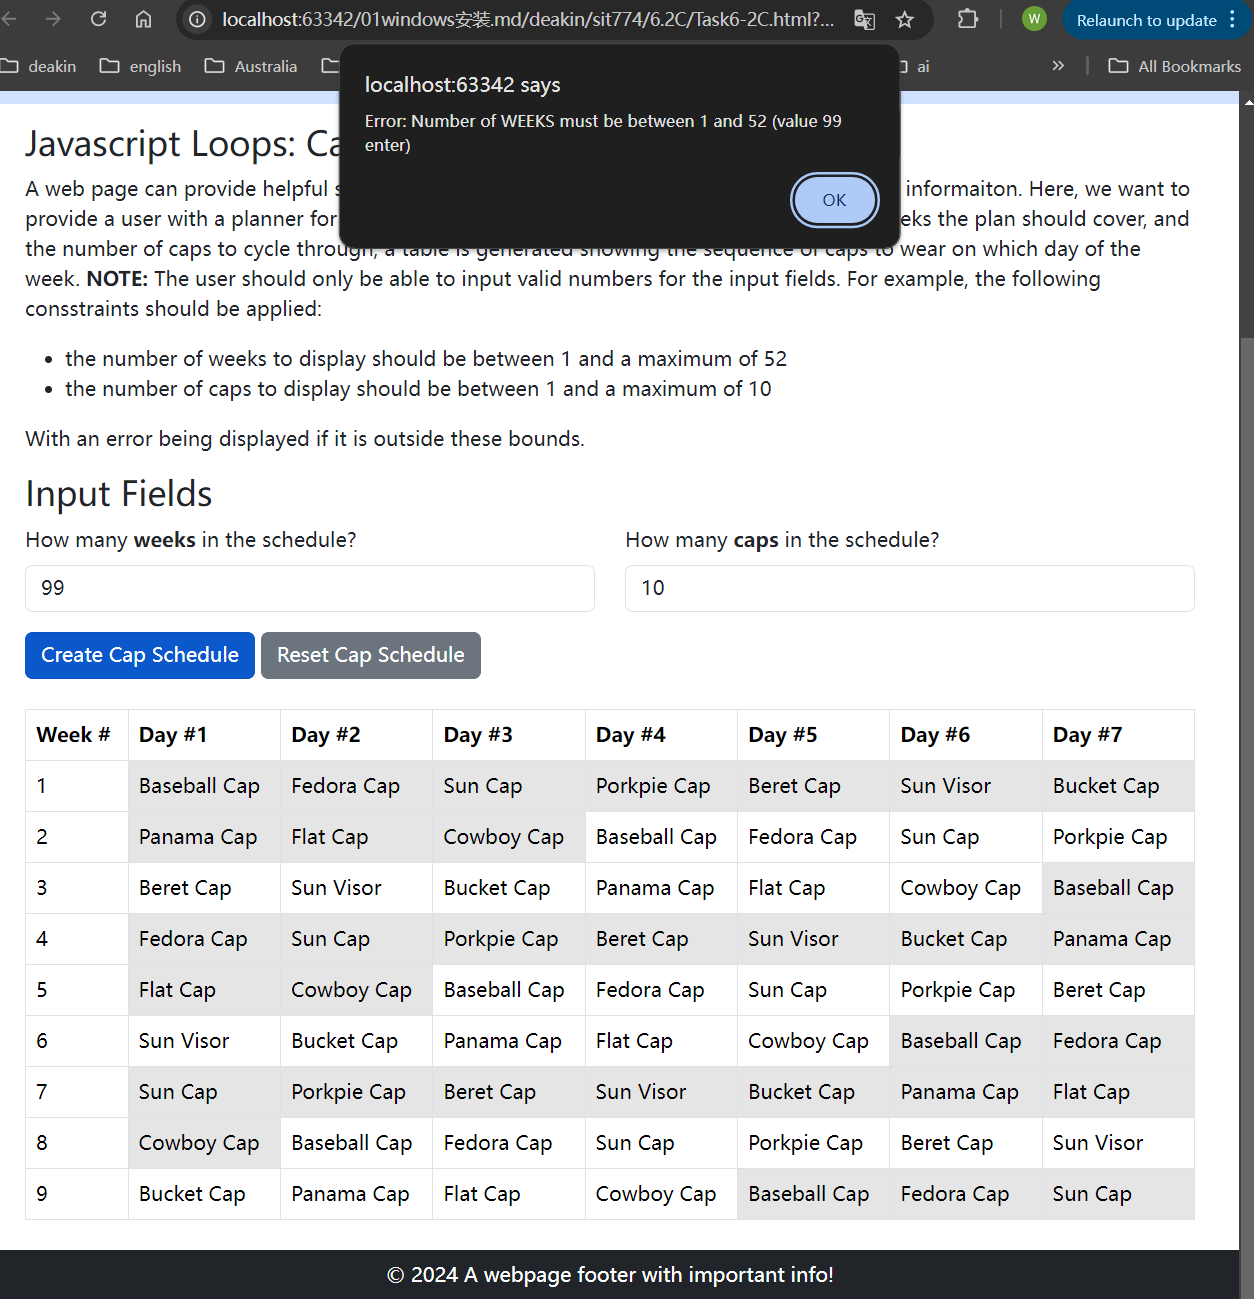 localhost:63342/01windows安装.md/deakin/sit774/6.2C/Task6-2C.html?...
W
Relaunch to update
deakin
english
Australia
ai
»
All Bookmarks
localhost:63342 says
Error: Number of WEEKS must be between 1 and 52 (value 99
enter)
OK
Javascript Loops:
A web page can provide helpful informaiton. Here, we want to
provide a user with a planner for eks the plan should cover, and
the number of caps to cycle through, a table is generated showing the sequence of caps to wear on which day of the
week. NOTE: The user should only be able to input valid numbers for the input fields. For example, the following
consstraints should be applied:
• the number of weeks to display should be between 1 and a maximum of 52
• the number of caps to display should be between 1 and a maximum of 10
With an error being displayed if it is outside these bounds.
Input Fields
How many weeks in the schedule?
How many caps in the schedule?
99
10
Create Cap Schedule
Reset Cap Schedule
Week # Day #1 Day #2 Day #3 Day #4 Day #5 Day #6 Day #7
1 Baseball Cap Fedora Cap Sun Cap Porkpie Cap Beret Cap Sun Visor Bucket Cap
2 Panama Cap Flat Cap Cowboy Cap Baseball Cap Fedora Cap Sun Cap Porkpie Cap
3 Beret Cap Sun Visor Bucket Cap Panama Cap Flat Cap Cowboy Cap Baseball Cap
4 Fedora Cap Sun Cap Porkpie Cap Beret Cap Sun Visor Bucket Cap Panama Cap
5 Flat Cap Cowboy Cap Baseball Cap Fedora Cap Sun Cap Porkpie Cap Beret Cap
6 Sun Visor Bucket Cap Panama Cap Flat Cap Cowboy Cap Baseball Cap Fedora Cap
7 Sun Cap Porkpie Cap Beret Cap Sun Visor Bucket Cap Panama Cap Flat Cap
8 Cowboy Cap Baseball Cap Fedora Cap Sun Cap Porkpie Cap Beret Cap Sun Visor
9 Bucket Cap Panama Cap Flat Cap Cowboy Cap Baseball Cap Fedora Cap Sun Cap
© 2024 A webpage footer with important info!